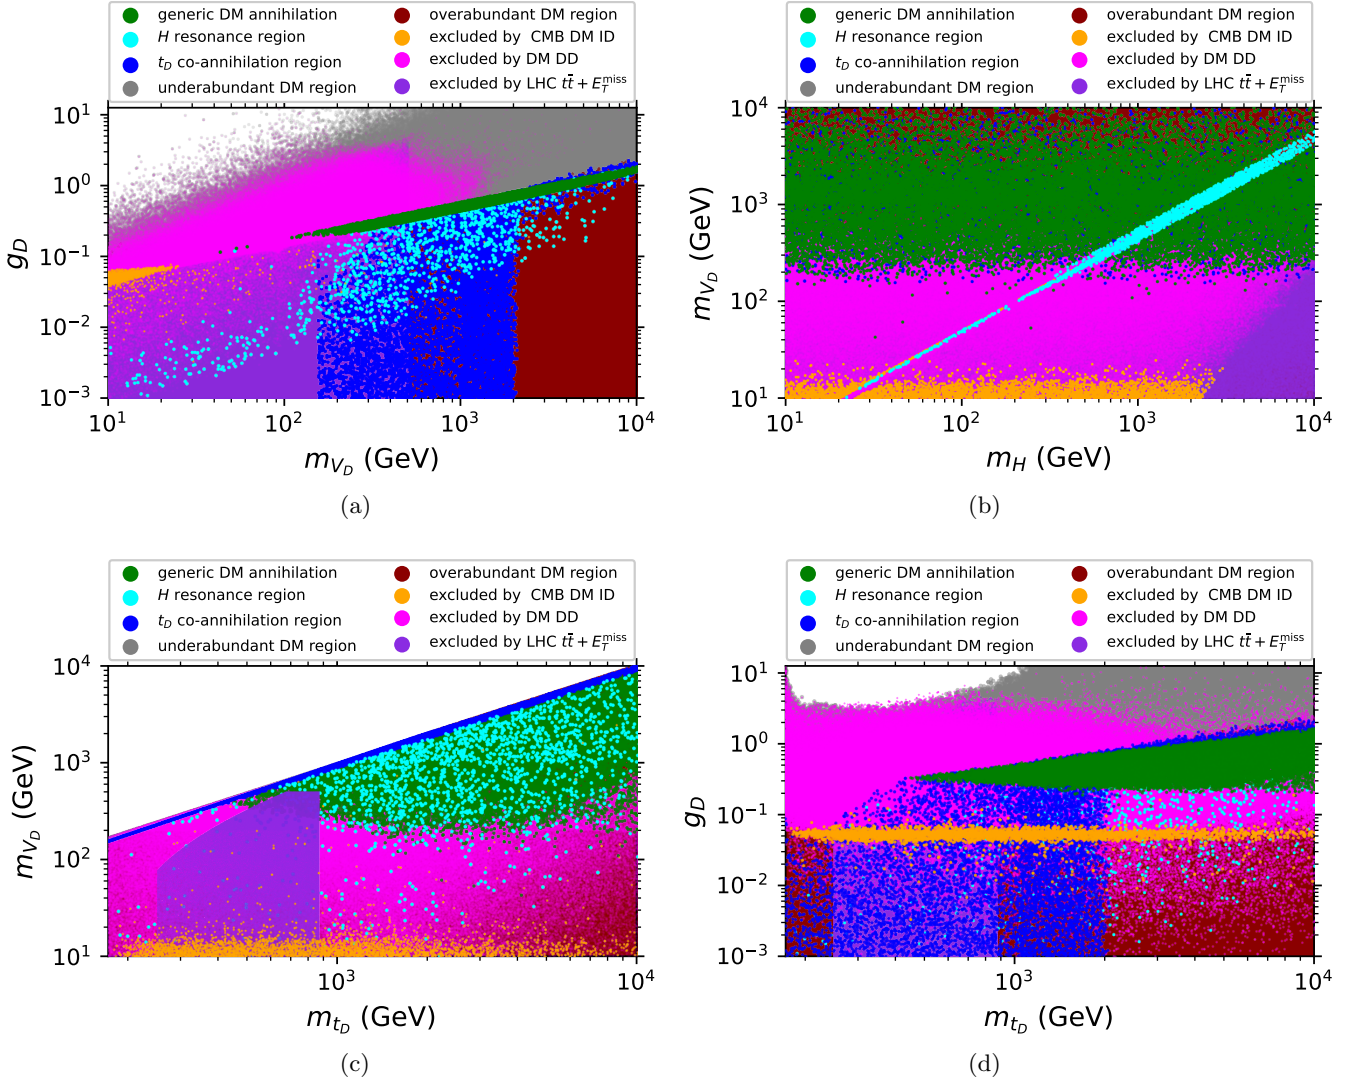 generic DM annihilation
H resonance region
t_D co-annihilation region
underabundant DM region
overabundant DM region
excluded by CMB DM ID
excluded by DM DD
excluded by LHC tt̄ + E_T^miss
g_D
10^1
10^0
10^-1
10^-2
10^-3
10^1 10^2 10^3 10^4
m_{V_D} (GeV)
(a)
generic DM annihilation
H resonance region
t_D co-annihilation region
underabundant DM region
overabundant DM region
excluded by CMB DM ID
excluded by DM DD
excluded by LHC tt̄ + E_T^miss
m_{V_D} (GeV)
10^4
10^3
10^2
10^1
10^1 10^2 10^3 10^4
m_H (GeV)
(b)
generic DM annihilation
H resonance region
t_D co-annihilation region
underabundant DM region
overabundant DM region
excluded by CMB DM ID
excluded by DM DD
excluded by LHC tt̄ + E_T^miss
m_{V_D} (GeV)
10^4
10^3
10^2
10^1
10^3 10^4
m_{t_D} (GeV)
(c)
generic DM annihilation
H resonance region
t_D co-annihilation region
underabundant DM region
overabundant DM region
excluded by CMB DM ID
excluded by DM DD
excluded by LHC tt̄ + E_T^miss
g_D
10^1
10^0
10^-1
10^-2
10^-3
10^3 10^4
m_{t_D} (GeV)
(d)